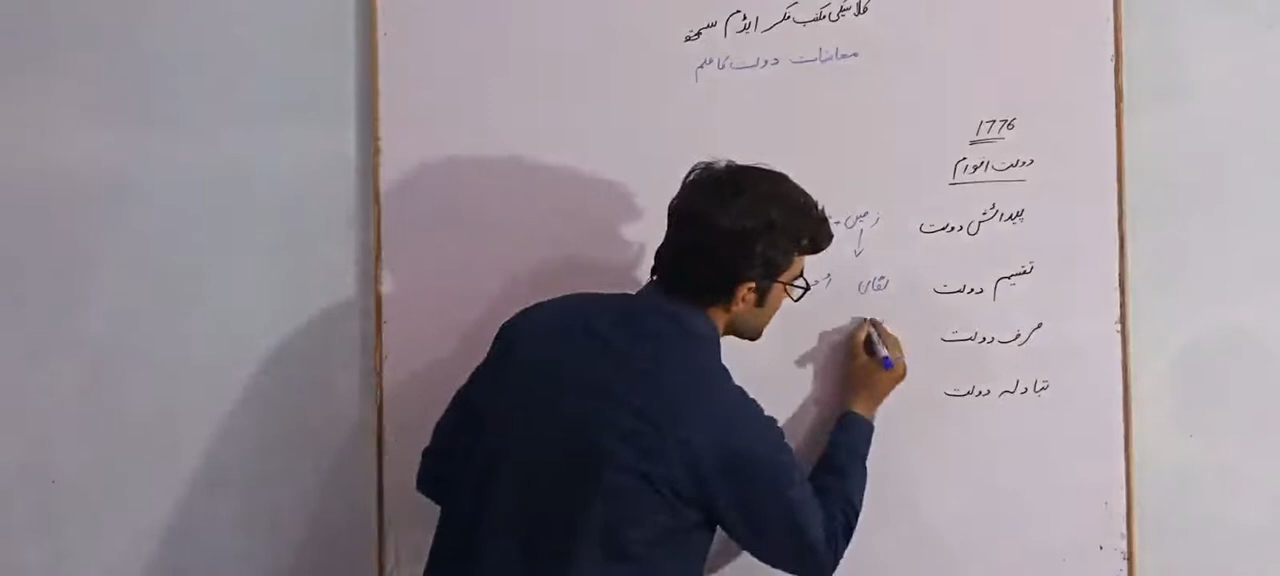 کلاسیکی مکتب فکر ایڈم سمتھ
معاشیات دولت کا علم
1776
دولت اقوام
پیدائش دولت
زمین +
تقسیم دولت
لگان
صرف دولت
تبادلہ دولت